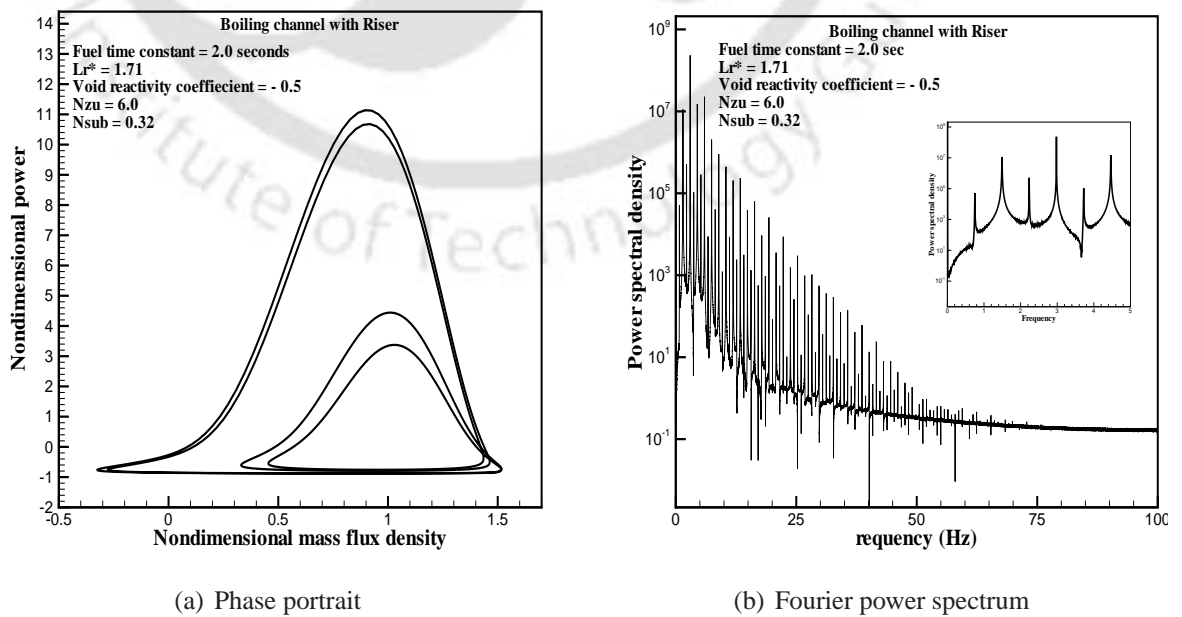 Institute of Technology G
Boiling channel with Riser
Fuel time constant = 2.0 seconds
Lr* = 1.71
Void reactivity coeffiecient = - 0.5
Nzu = 6.0
Nsub = 0.32
Nondimensional power
14
13
12
11
10
9
8
7
6
5
4
3
2
1
0
-1
-2
-0.5
0
0.5
1
1.5
Nondimensional mass flux density
(a) Phase portrait
Boiling channel with Riser
Fuel time constant = 2.0 sec
Lr* = 1.71
Void reactivity coefficient = - 0.5
Nzu = 6.0
Nsub = 0.32
Power spectral density
10^9
10^7
10^5
10^3
10^1
10^-1
0
25
50
75
100
requency (Hz)
Power spectral density
0
1
2
3
4
5
Frequency
(b) Fourier power spectrum